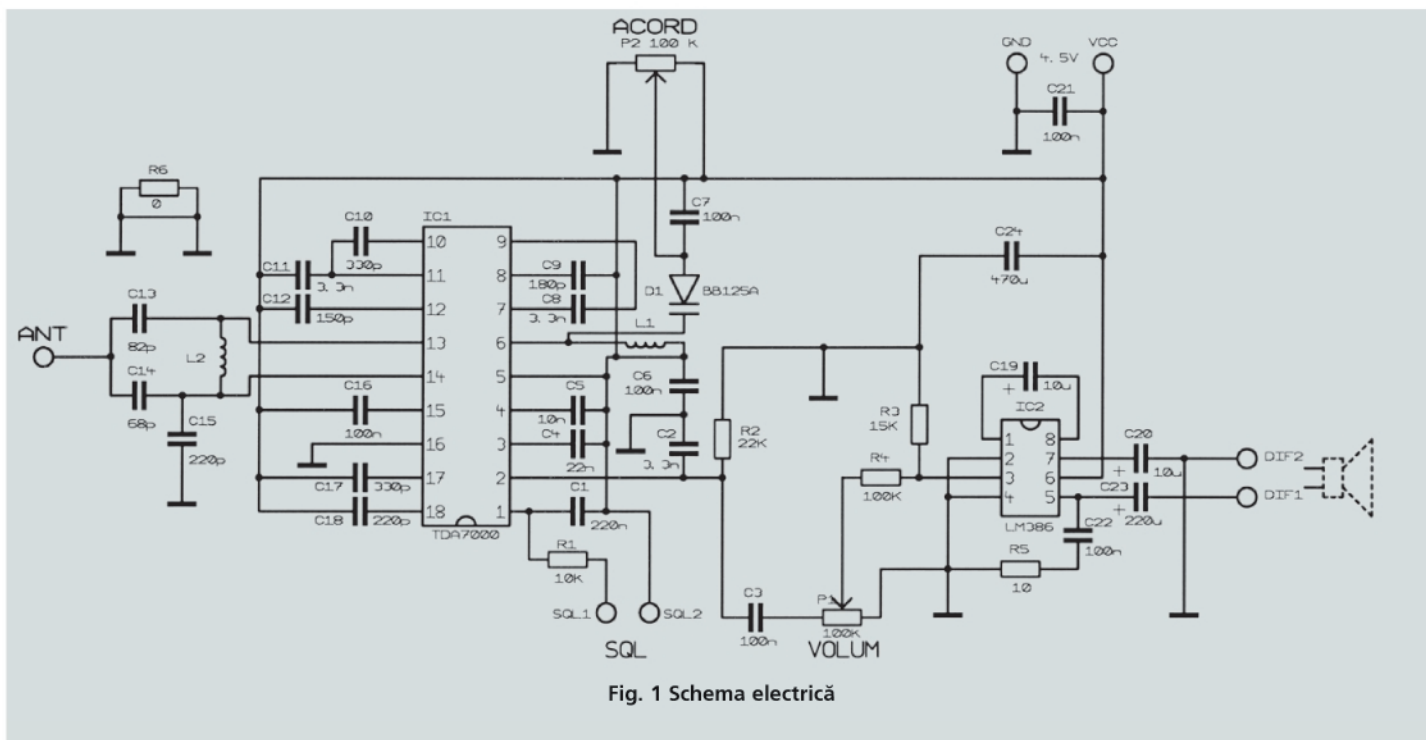 ACORD
P2 100 K
GND
4.5V
VCC
C21
100n
R6
0
C7
100n
C10
330p
IC1
10
9
C24
470u
C11
3.3n
11
8
C9
180p
D1
BB125A
C12
150p
12
7
C8
3.3n
C13
82p
ANT
L2
13
6
L1
C14
68p
14
5
C6
100n
C19
+
10u
IC2
C15
220p
C16
100n
15
4
C5
10n
R2
22K
R3
15K
1
8
C20
+
10u
16
3
C4
22n
C2
3.3n
2
7
DIF2
R4
100K
C17
330p
17
2
3
6
C23
+
220u
DIF1
C18
220p
18
1
C1
220n
4
5
LM386
C22
100n
TDA7000
R1
10K
R5
10
SQL1
SQL2
C3
100n
P1
100K
SQL
VOLUM
Fig. 1 Schema electrică